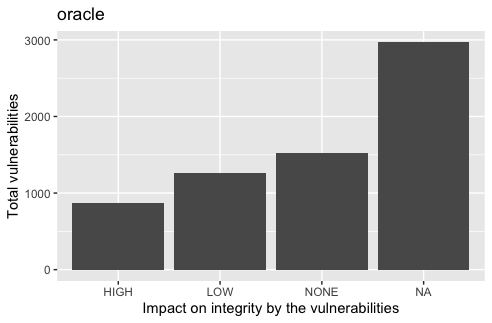 oracle
Total vulnerabilities
3000
2000
1000
0
HIGH LOW NONE NA
Impact on integrity by the vulnerabilities